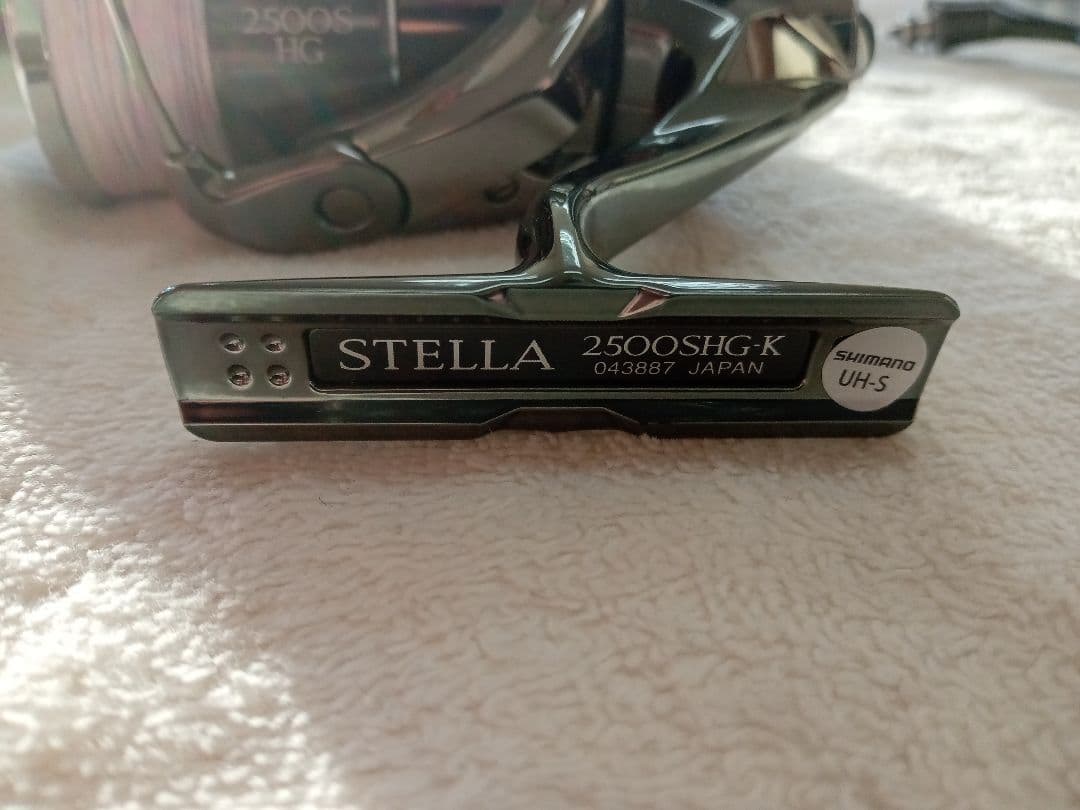 2500S
HG
STELLA
2500SHG-K
043887 JAPAN
SHIMANO
UH-S